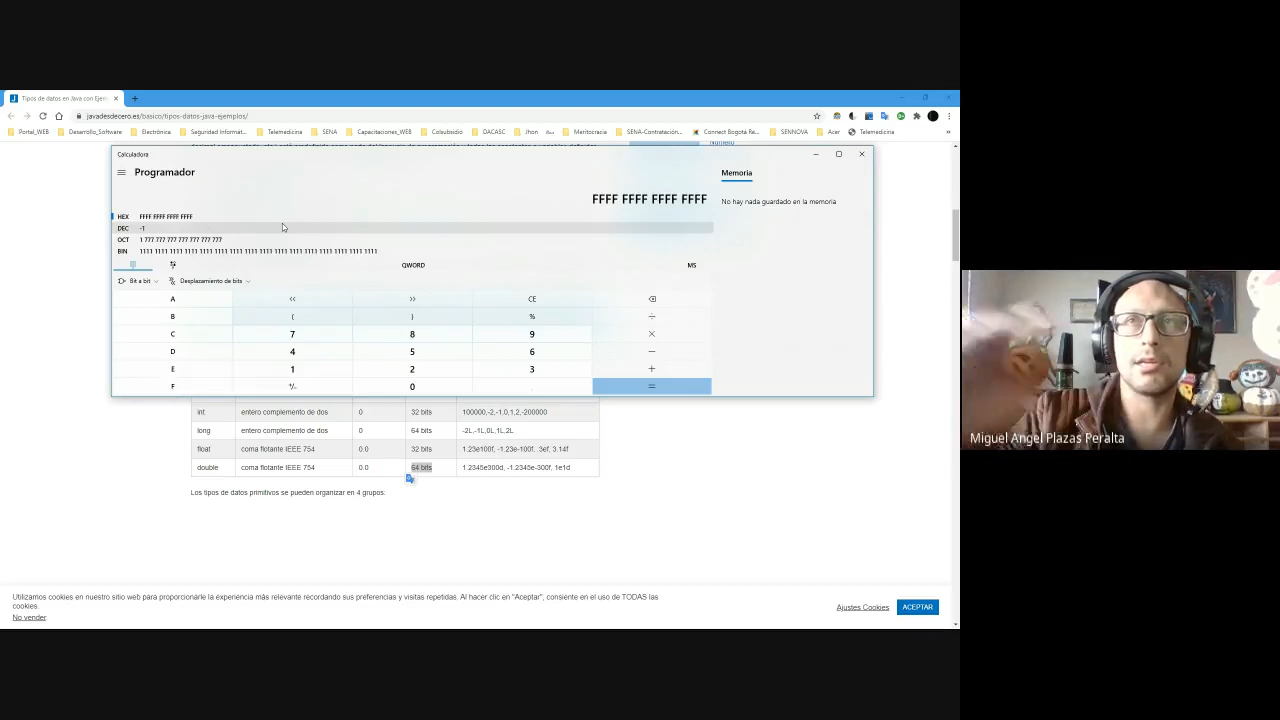 Tipos de datos en Java con Ejem
javadesdecero.es/basico/tipos-datos-java-ejemplos/
Portal_WEB Desarrollo_Software Electrónica Seguridad Informát... Telemedicina SENA Capacitaciones_WEB Colsubsidio DACASC Jhon Meritocracia SENA-Contratación... Connect Bogotá Re... SENNOVA Acer Telemedicina
Número
Calculadora
Programador
Memoria
No hay nada guardado en la memoria
FFFF FFFF FFFF FFFF
HEX FFFF FFFF FFFF FFFF
DEC -1
OCT 1 777 777 777 777 777 777 777
BIN 1111 1111 1111 1111 1111 1111 1111 1111 1111 1111 1111 1111 1111 1111 1111 1111
QWORD MS
Bit a bit Desplazamiento de bits
A << >> CE
B ( ) % ÷
C 7 8 9 ×
D 4 5 6 −
E 1 2 3 +
F +/− 0 . =
int entero complemento de dos 0 32 bits 100000,-2,-1,0,1,2,-200000
long entero complemento de dos 0 64 bits -2L,-1L,0L,1L,2L
float coma flotante IEEE 754 0.0 32 bits 1.23e100f, -1.23e-100f, .3ef, 3.14f
double coma flotante IEEE 754 0.0 64 bits 1.2345e300d, -1.2345e-300f, 1e1d
Los tipos de datos primitivos se pueden organizar en 4 grupos:
Utilizamos cookies en nuestro sitio web para proporcionarle la experiencia más relevante recordando sus preferencias y visitas repetidas. Al hacer clic en "Aceptar", consiente en el uso de TODAS las
cookies.
No vender
Ajustes Cookies ACEPTAR
Miguel Angel Plazas Peralta